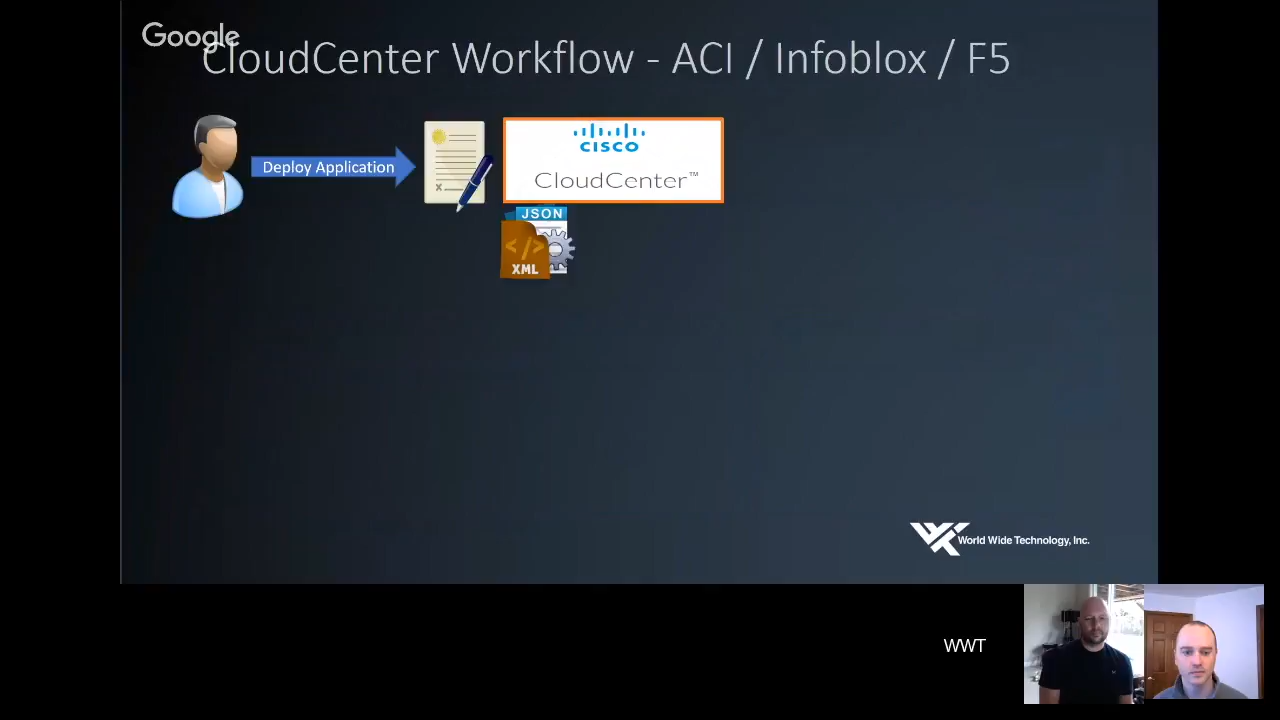 Google
CloudCenter Workflow - ACI / Infoblox / F5
Deploy Application
CISCO
CloudCenter™
X
JSON
</>
XML
World Wide Technology, Inc.
WWT